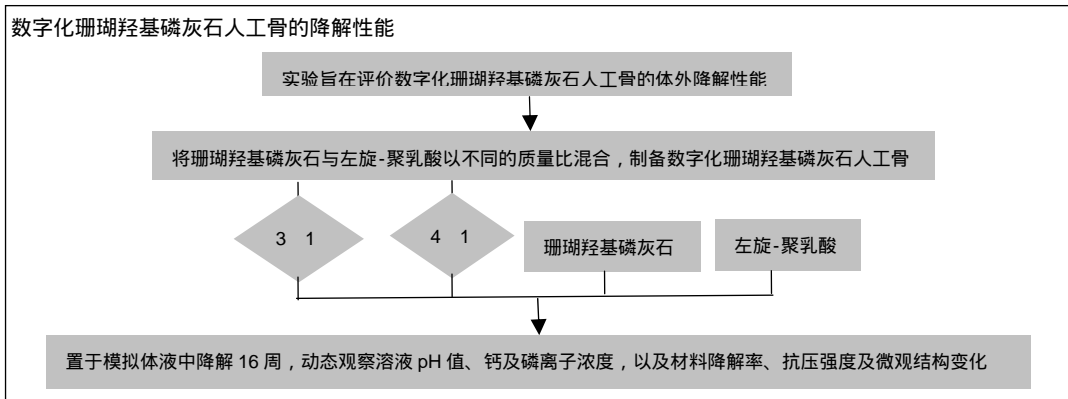 数字化珊瑚羟基磷灰石人工骨的降解性能
实验旨在评价数字化珊瑚羟基磷灰石人工骨的体外降解性能
将珊瑚羟基磷灰石与左旋-聚乳酸以不同的质量比混合，制备数字化珊瑚羟基磷灰石人工骨
3 1
4 1
珊瑚羟基磷灰石
左旋-聚乳酸
置于模拟体液中降解 16 周，动态观察溶液 pH 值、钙及磷离子浓度，以及材料降解率、抗压强度及微观结构变化